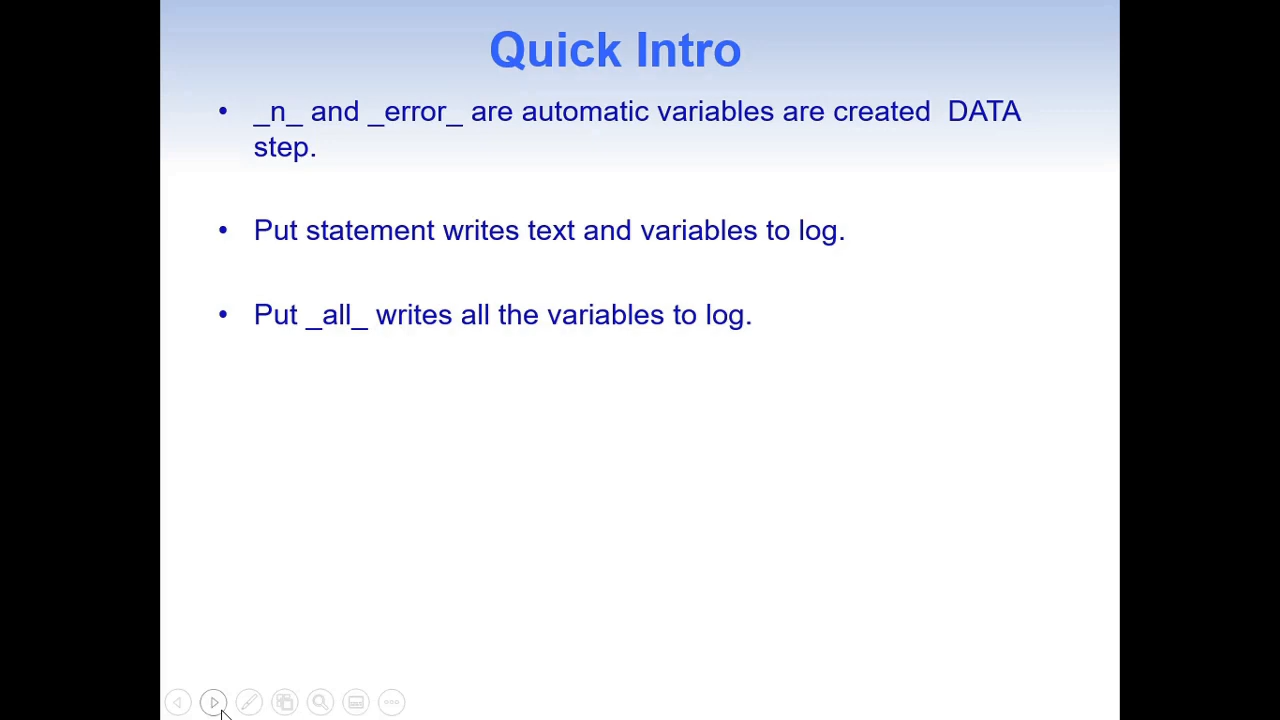 Quick Intro
• _n_ and _error_ are automatic variables are created  DATA
step.
• Put statement writes text and variables to log.
• Put _all_ writes all the variables to log.